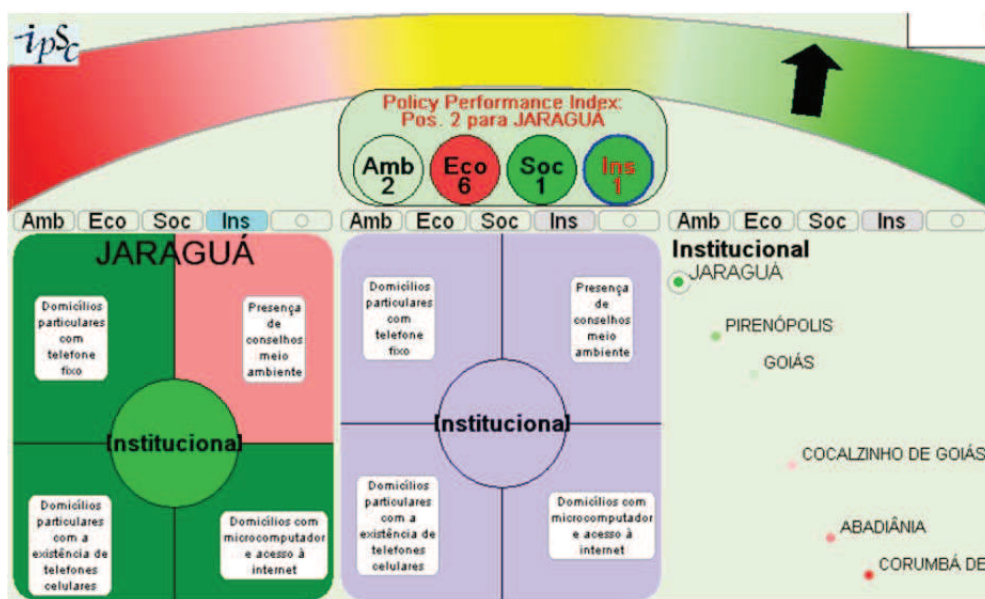 ipsc
Policy Performance Index:
Pos. 2 para JARAGUÁ
Amb
2
Eco
6
Soc
1
Ins
1
Amb Eco Soc Ins
Amb Eco Soc Ins
Amb Eco Soc Ins
JARAGUÁ
Domicílios
particulares
com
telefone
fixo
Presença
de
conselhos
meio
ambiente
Institucional
Domicílios
particulares
com a
existência de
telefones
celulares
Domicílios com
microcomputador
e acesso à
internet
Domicílios
particulares
com
telefone
fixo
Presença
de
conselhos
meio
ambiente
Institucional
Domicílios
particulares
com a
existência de
telefones
celulares
Domicílios com
microcomputador
e acesso à
internet
Institucional
JARAGUÁ
PIRENÓPOLIS
GOIÁS
COCALZINHO DE GOIÁS
ABADIÂNIA
CORUMBÁ DE